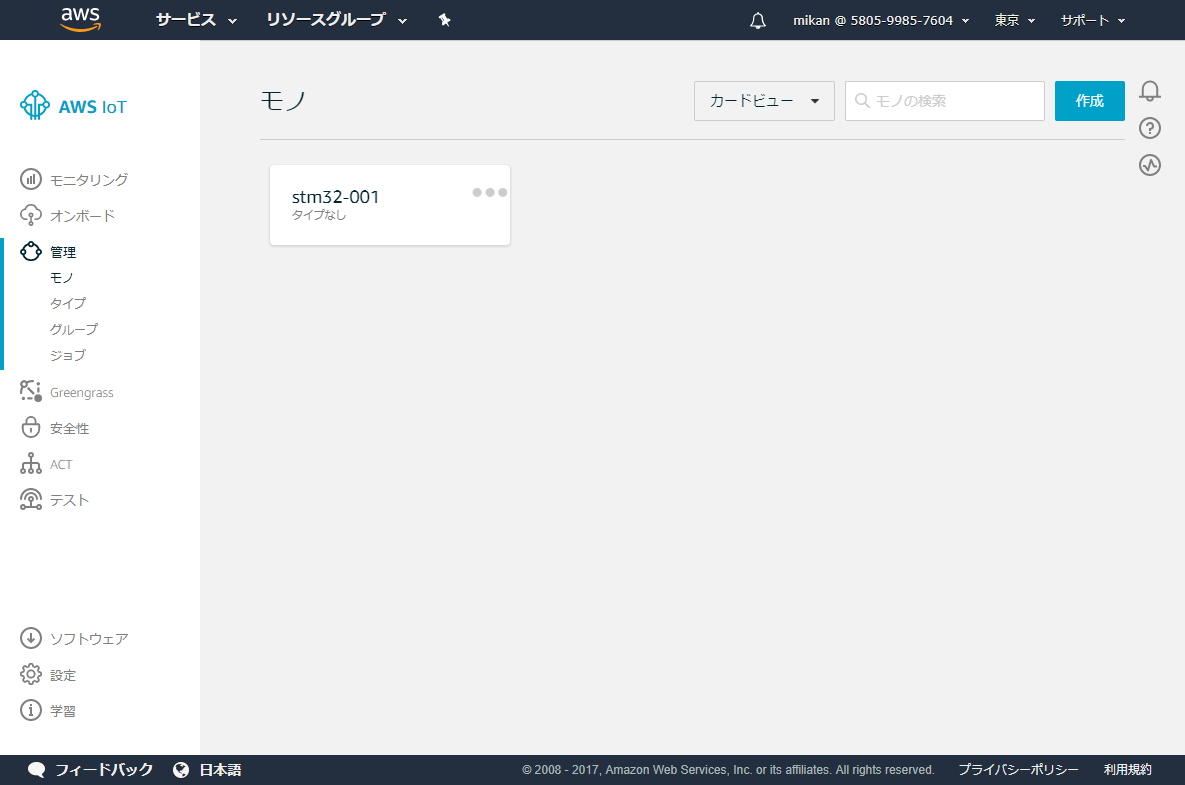 aws サービス リソースグループ mikan @ 5805-9985-7604 東京 サポート
AWS IoT
モニタリング
オンボード
管理
モノ
タイプ
グループ
ジョブ
Greengrass
安全性
ACT
テスト
ソフトウェア
設定
学習
モノ カードビュー モノの検索 作成
stm32-001
タイプなし
フィードバック 日本語 © 2008 - 2017, Amazon Web Services, Inc. or its affiliates. All rights reserved. プライバシーポリシー 利用規約